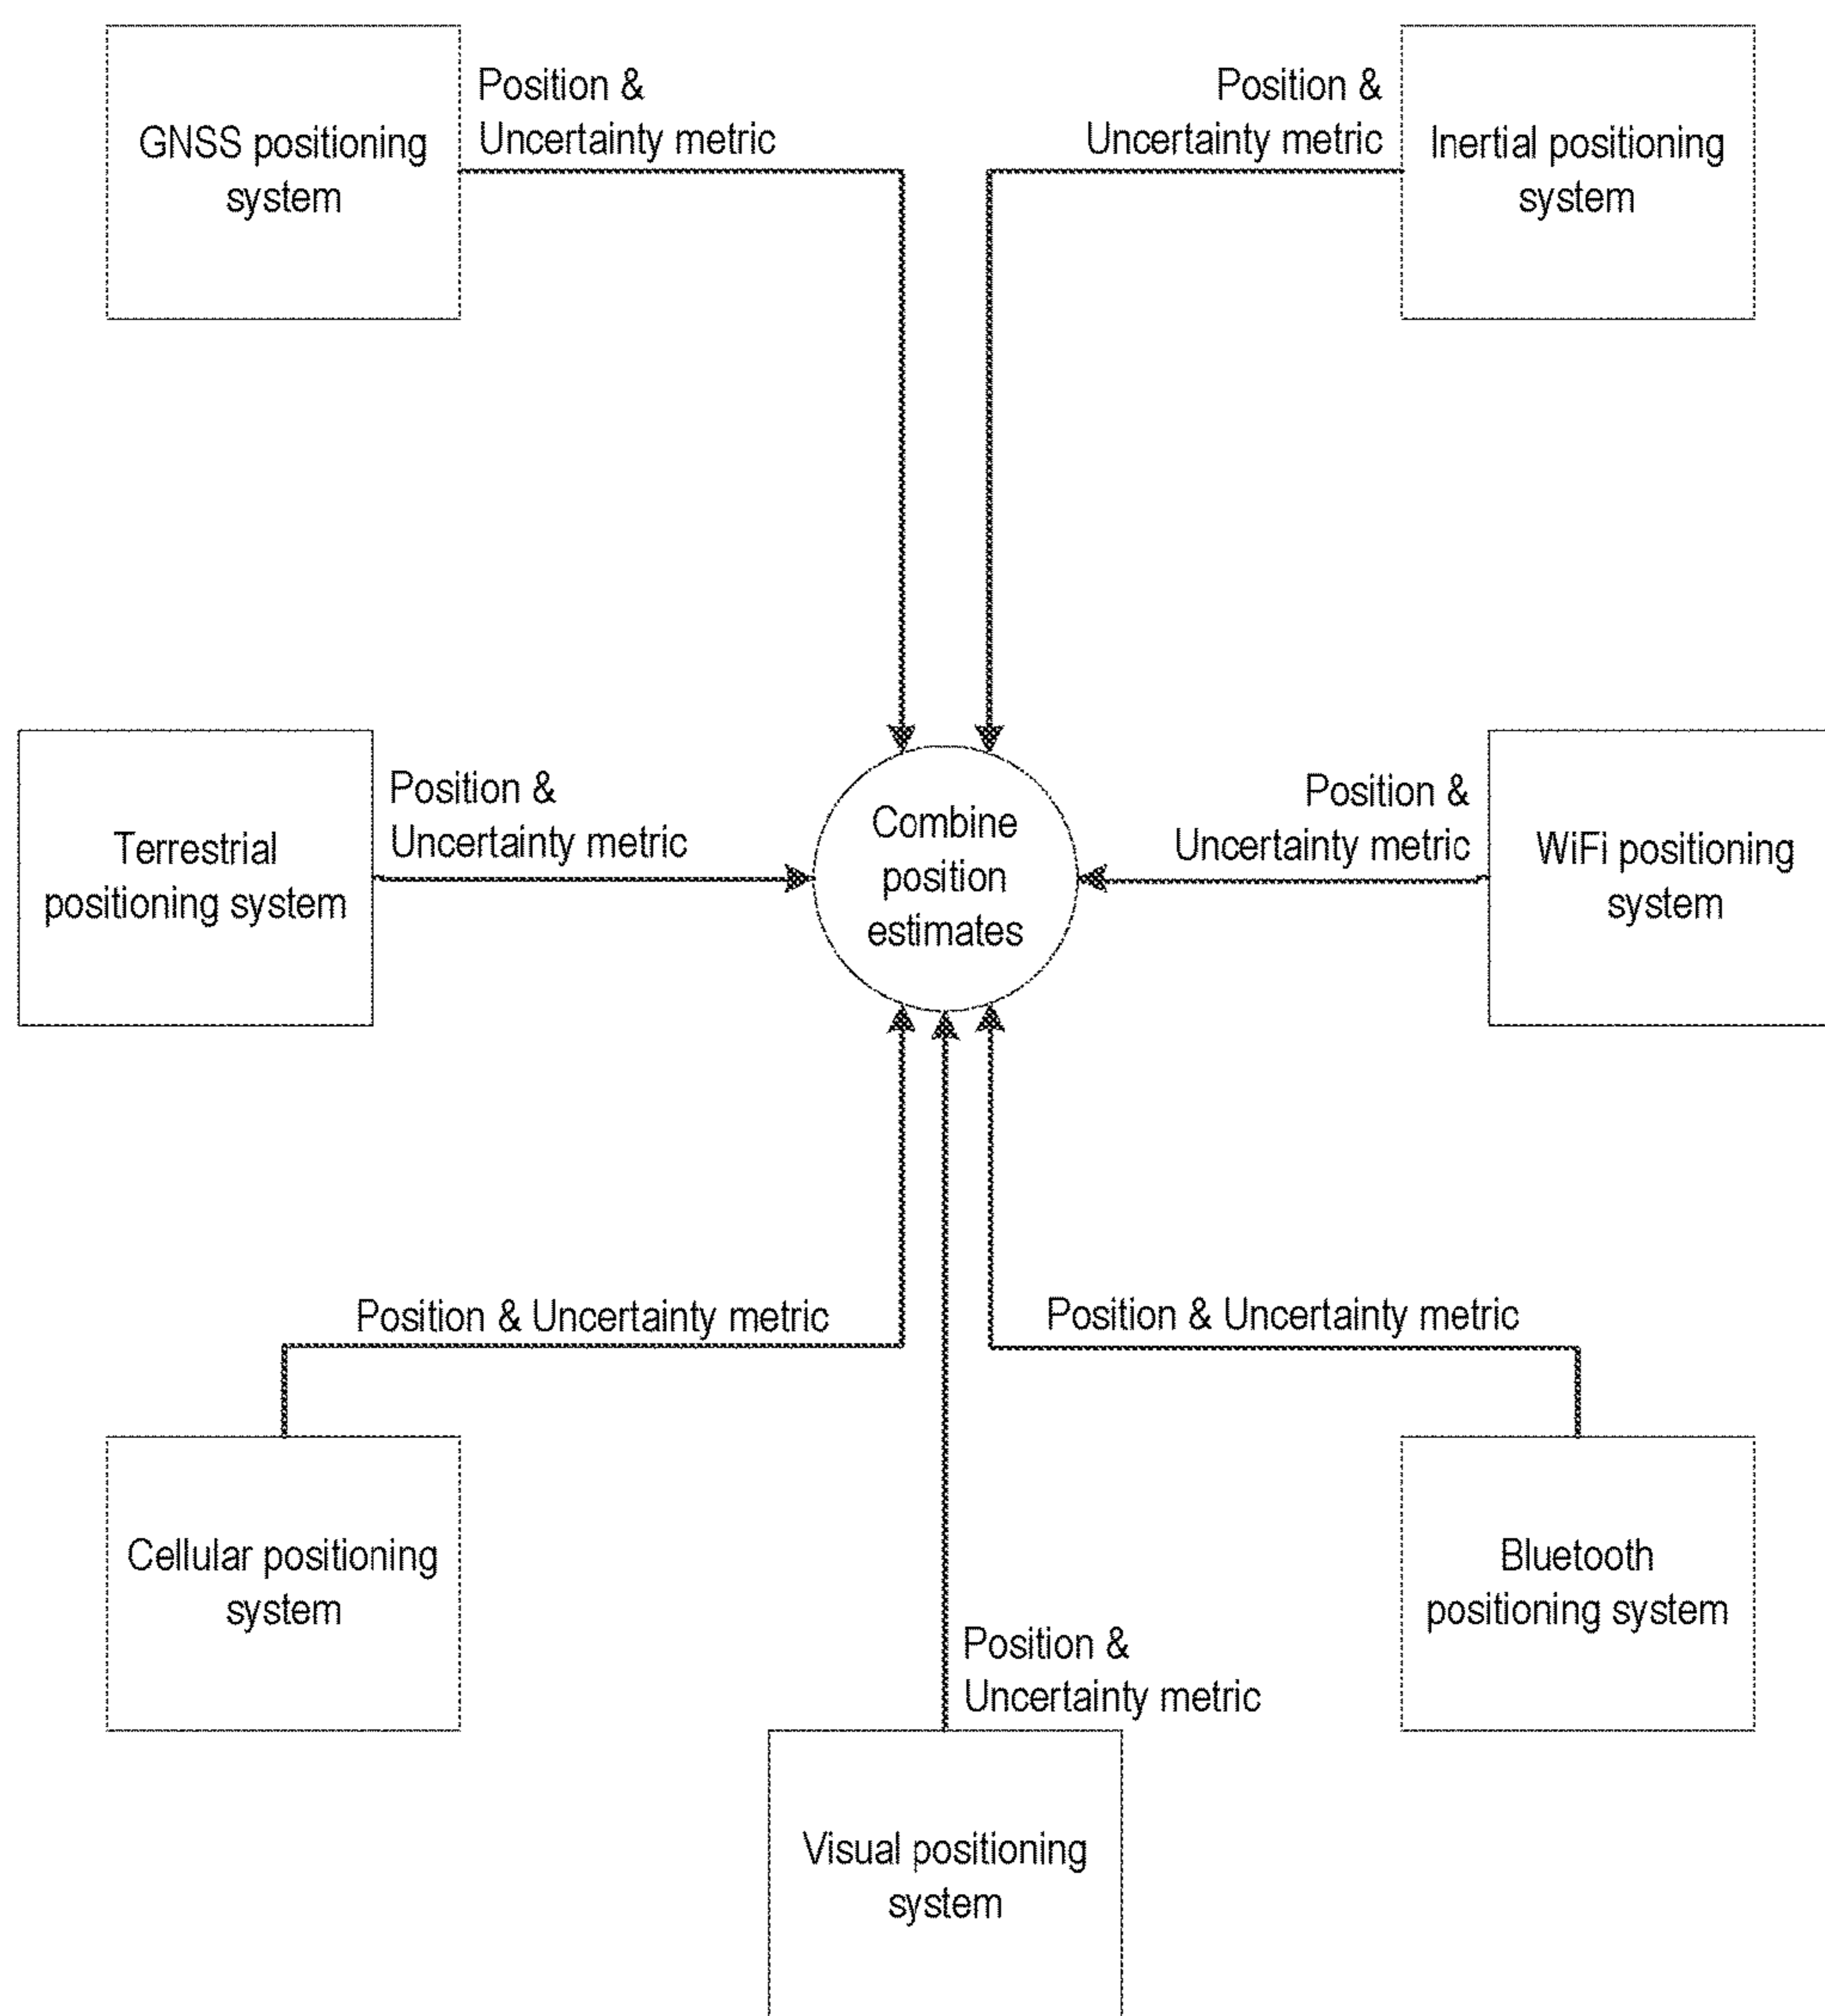 GNSS positioning
system
Position &
Uncertainty metric
Position &
Uncertainty metric
Inertial positioning
system
Terrestrial
positioning system
Position &
Uncertainty metric
Combine
position
estimates
Position &
Uncertainty metric
WiFi positioning
system
Position & Uncertainty metric
Position & Uncertainty metric
Cellular positioning
system
Bluetooth
positioning system
Position &
Uncertainty metric
Visual positioning
system